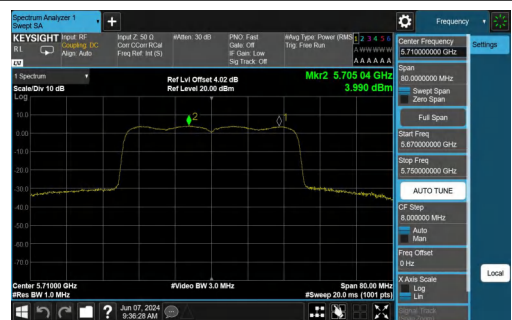 Spectrum Analyzer 1
Swept SA
Frequency
KEYSIGHT
RL
LXI
Input: RF
Coupling: DC
Align: Auto
Input Z: 50 Ω
Corr CCorr RCal
Freq Ref: Int (S)
#Atten: 30 dB
PNO: Fast
Gate: Off
IF Gain: Low
Sig Track: Off
#Avg Type: Power (RMS
Trig: Free Run
1 2 3 4 5 6
A W W W W W
A A A A A A
1 Spectrum
Scale/Div 10 dB
Ref Lvl Offset 4.02 dB
Ref Level 20.00 dBm
Mkr2 5.705 04 GHz
3.990 dBm
Log
10.0
0.00
-10.0
-20.0
-30.0
-40.0
-50.0
-60.0
-70.0
2
1
Center 5.71000 GHz
#Res BW 1.0 MHz
#Video BW 3.0 MHz
Span 80.00 MHz
#Sweep 20.0 ms (1001 pts)
Center Frequency
5.710000000 GHz
Settings
Span
80.0000000 MHz
Swept Span
Zero Span
Full Span
Start Freq
5.670000000 GHz
Stop Freq
5.750000000 GHz
AUTO TUNE
CF Step
8.000000 MHz
Auto
Man
Freq Offset
0 Hz
X Axis Scale
Log
Lin
Local
?
Jun 07, 2024
9:36:28 AM